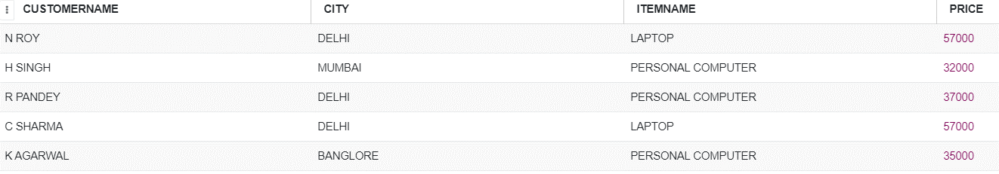 CUSTOMERNAME CITY ITEMNAME PRICE
N ROY DELHI LAPTOP 57000
H SINGH MUMBAI PERSONAL COMPUTER 32000
R PANDEY DELHI PERSONAL COMPUTER 37000
C SHARMA DELHI LAPTOP 57000
K AGARWAL BANGLORE PERSONAL COMPUTER 35000